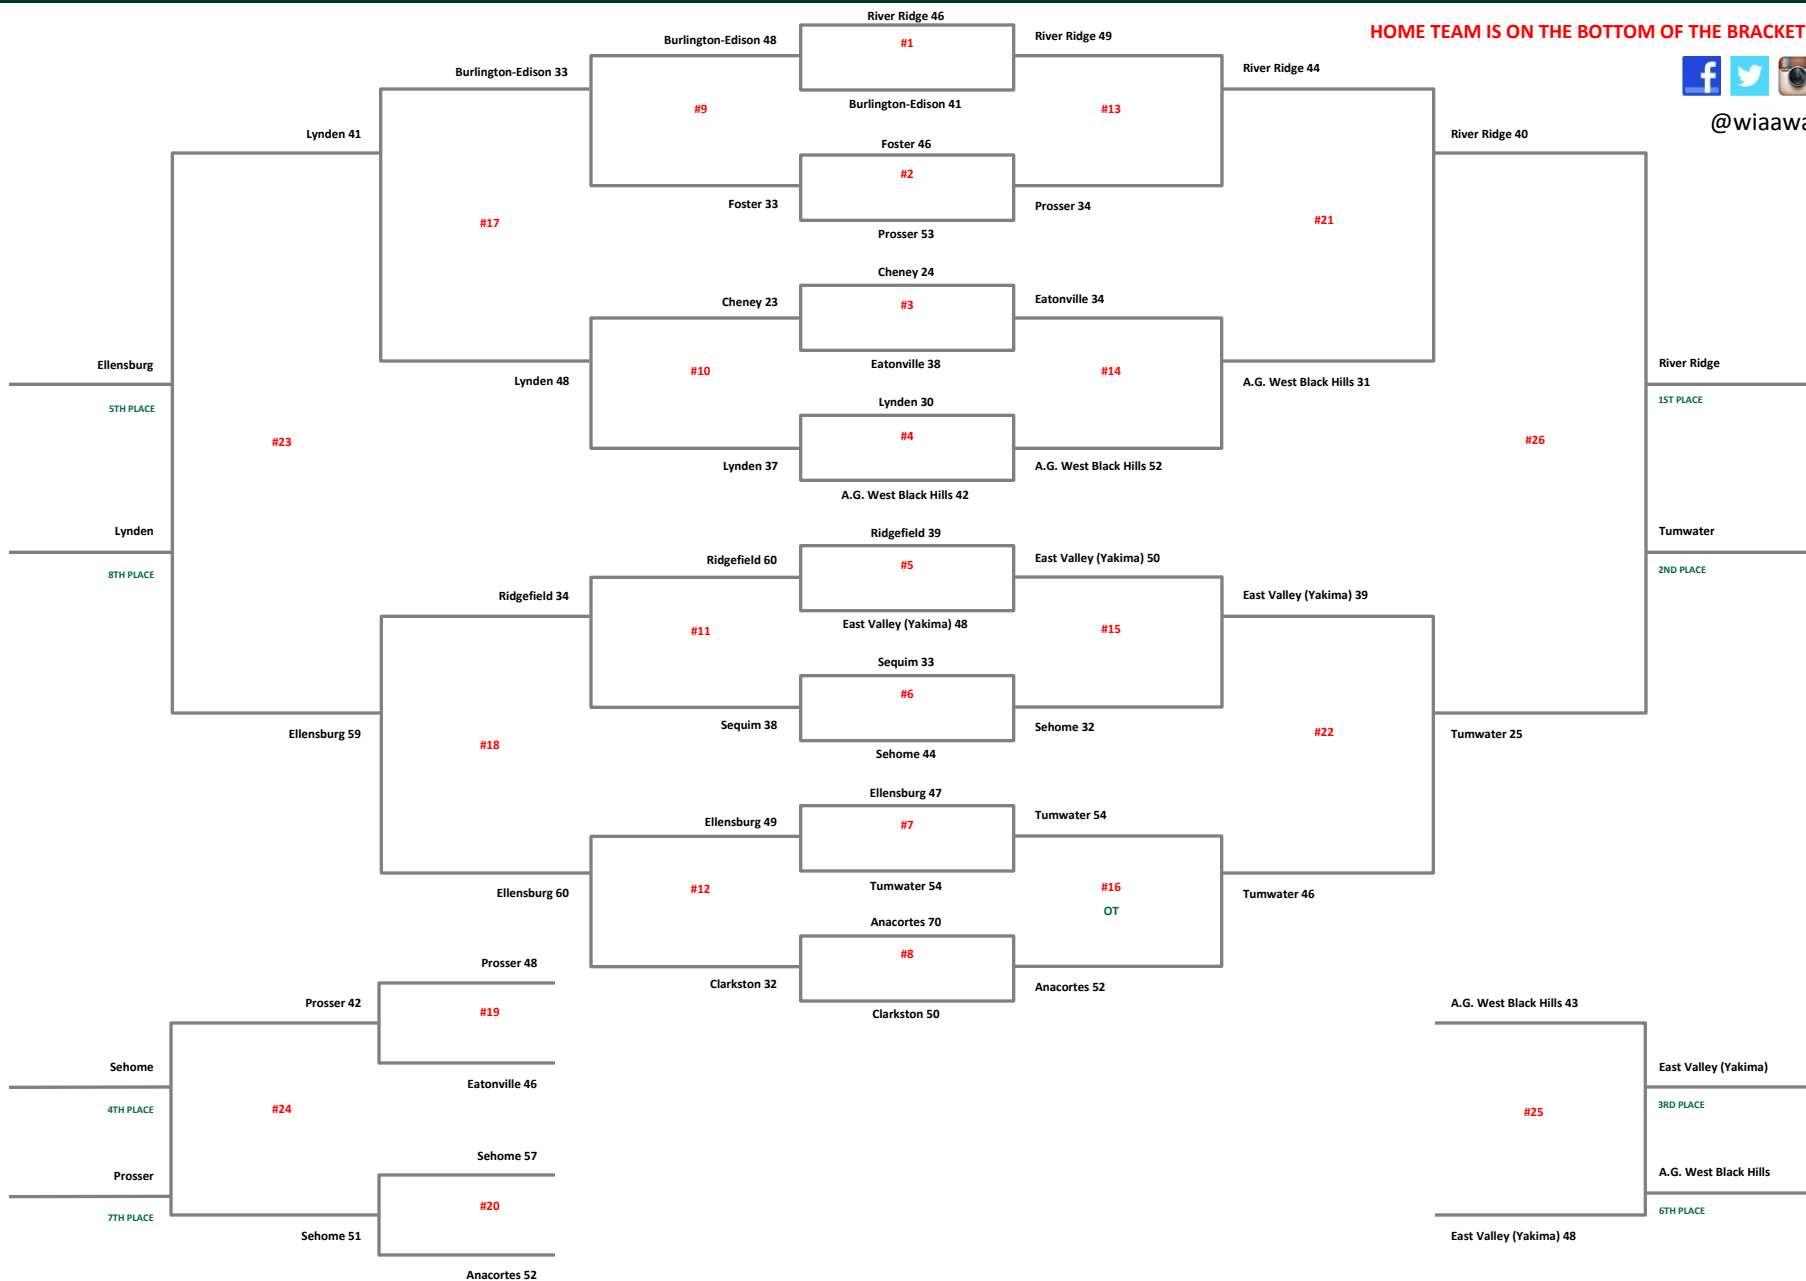 River Ridge 46
HOME TEAM IS ON THE BOTTOM OF THE BRACKET
Burlington-Edison 48
#1
River Ridge 49
Burlington-Edison 33
River Ridge 44
Burlington-Edison 41
#9
#13
@wiaawa
Lynden 41
River Ridge 40
Foster 46
#2
Foster 33
Prosser 34
#17
#21
Prosser 53
Cheney 24
Cheney 23
#3
Eatonville 34
Ellensburg
Eatonville 38
River Ridge
#10
#14
Lynden 48
A.G. West Black Hills 31
5TH PLACE
1ST PLACE
Lynden 30
#23
#4
#26
Lynden 37
A.G. West Black Hills 52
A.G. West Black Hills 42
Lynden
Ridgefield 39
Tumwater
Ridgefield 60
#5
East Valley (Yakima) 50
8TH PLACE
2ND PLACE
Ridgefield 34
East Valley (Yakima) 39
East Valley (Yakima) 48
#11
#15
Sequim 33
#6
Sequim 38
Sehome 32
Ellensburg 59
#18
#22
Tumwater 25
Sehome 44
Ellensburg 47
Ellensburg 49
#7
Tumwater 54
Tumwater 54
#12
#16
Ellensburg 60
Tumwater 46
OT
Anacortes 70
#8
Prosser 48
Clarkston 32
Anacortes 52
Prosser 42
#19
Clarkston 50
A.G. West Black Hills 43
Sehome
East Valley (Yakima)
Eatonville 46
4TH PLACE
#24
#25
3RD PLACE
Sehome 57
Prosser
A.G. West Black Hills
#20
7TH PLACE
6TH PLACE
Sehome 51
East Valley (Yakima) 48
Anacortes 52